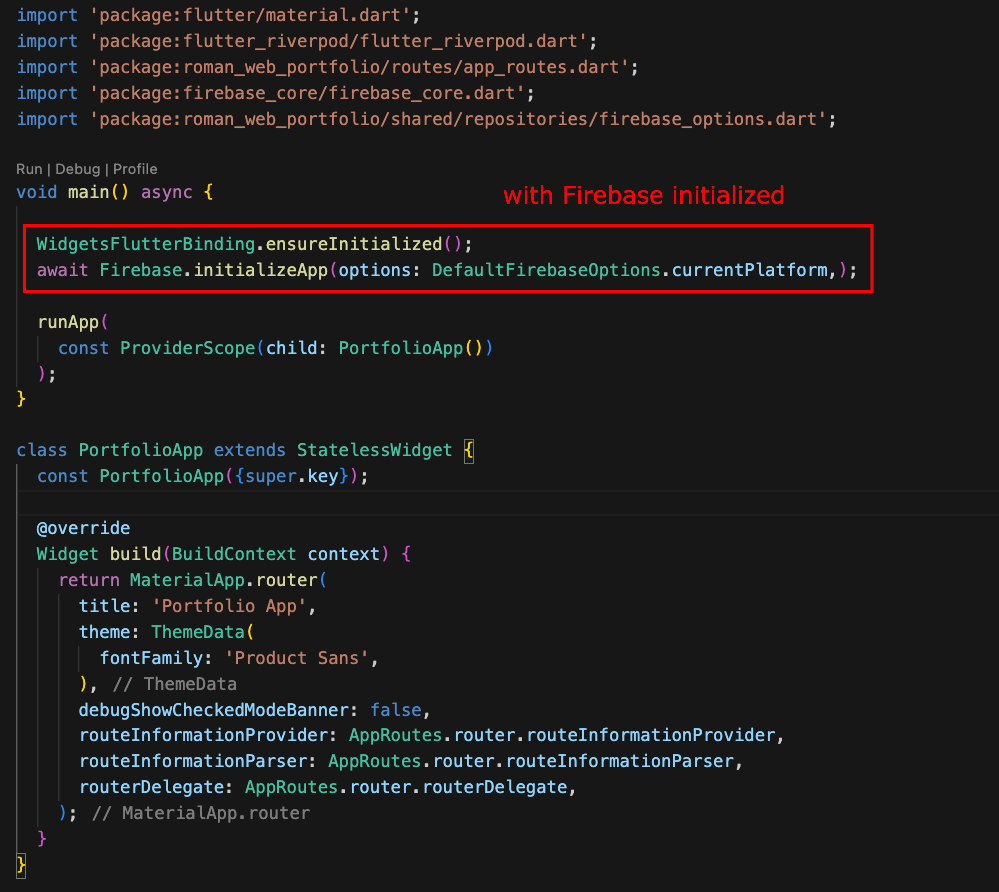 import 'package:flutter/material.dart';
import 'package:flutter_riverpod/flutter_riverpod.dart';
import 'package:roman_web_portfolio/routes/app_routes.dart';
import 'package:firebase_core/firebase_core.dart';
import 'package:roman_web_portfolio/shared/repositories/firebase_options.dart';
Run | Debug | Profile
void main() async {
with Firebase initialized
WidgetsFlutterBinding.ensureInitialized();
await Firebase.initializeApp(options: DefaultFirebaseOptions.currentPlatform,);
runApp(
const ProviderScope(child: PortfolioApp())
);
}
class PortfolioApp extends StatelessWidget {
const PortfolioApp({super.key});
@override
Widget build(BuildContext context) {
return MaterialApp.router(
title: 'Portfolio App',
theme: ThemeData(
fontFamily: 'Product Sans',
), // ThemeData
debugShowCheckedModeBanner: false,
routeInformationProvider: AppRoutes.router.routeInformationProvider,
routeInformationParser: AppRoutes.router.routeInformationParser,
routerDelegate: AppRoutes.router.routerDelegate,
); // MaterialApp.router
}
}